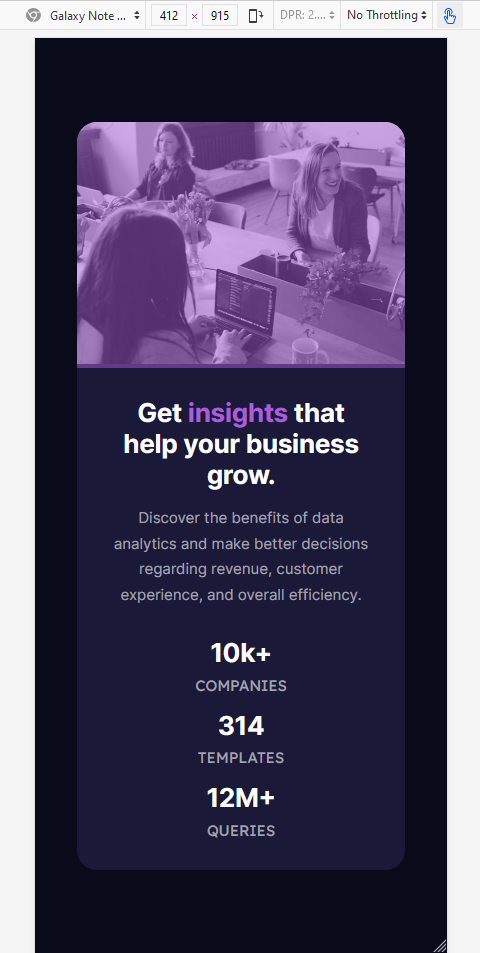 Galaxy Note ... 412 × 915 DPR: 2.... No Throttling
Get insights that
help your business
grow.
Discover the benefits of data
analytics and make better decisions
regarding revenue, customer
experience, and overall efficiency.
10k+
COMPANIES
314
TEMPLATES
12M+
QUERIES